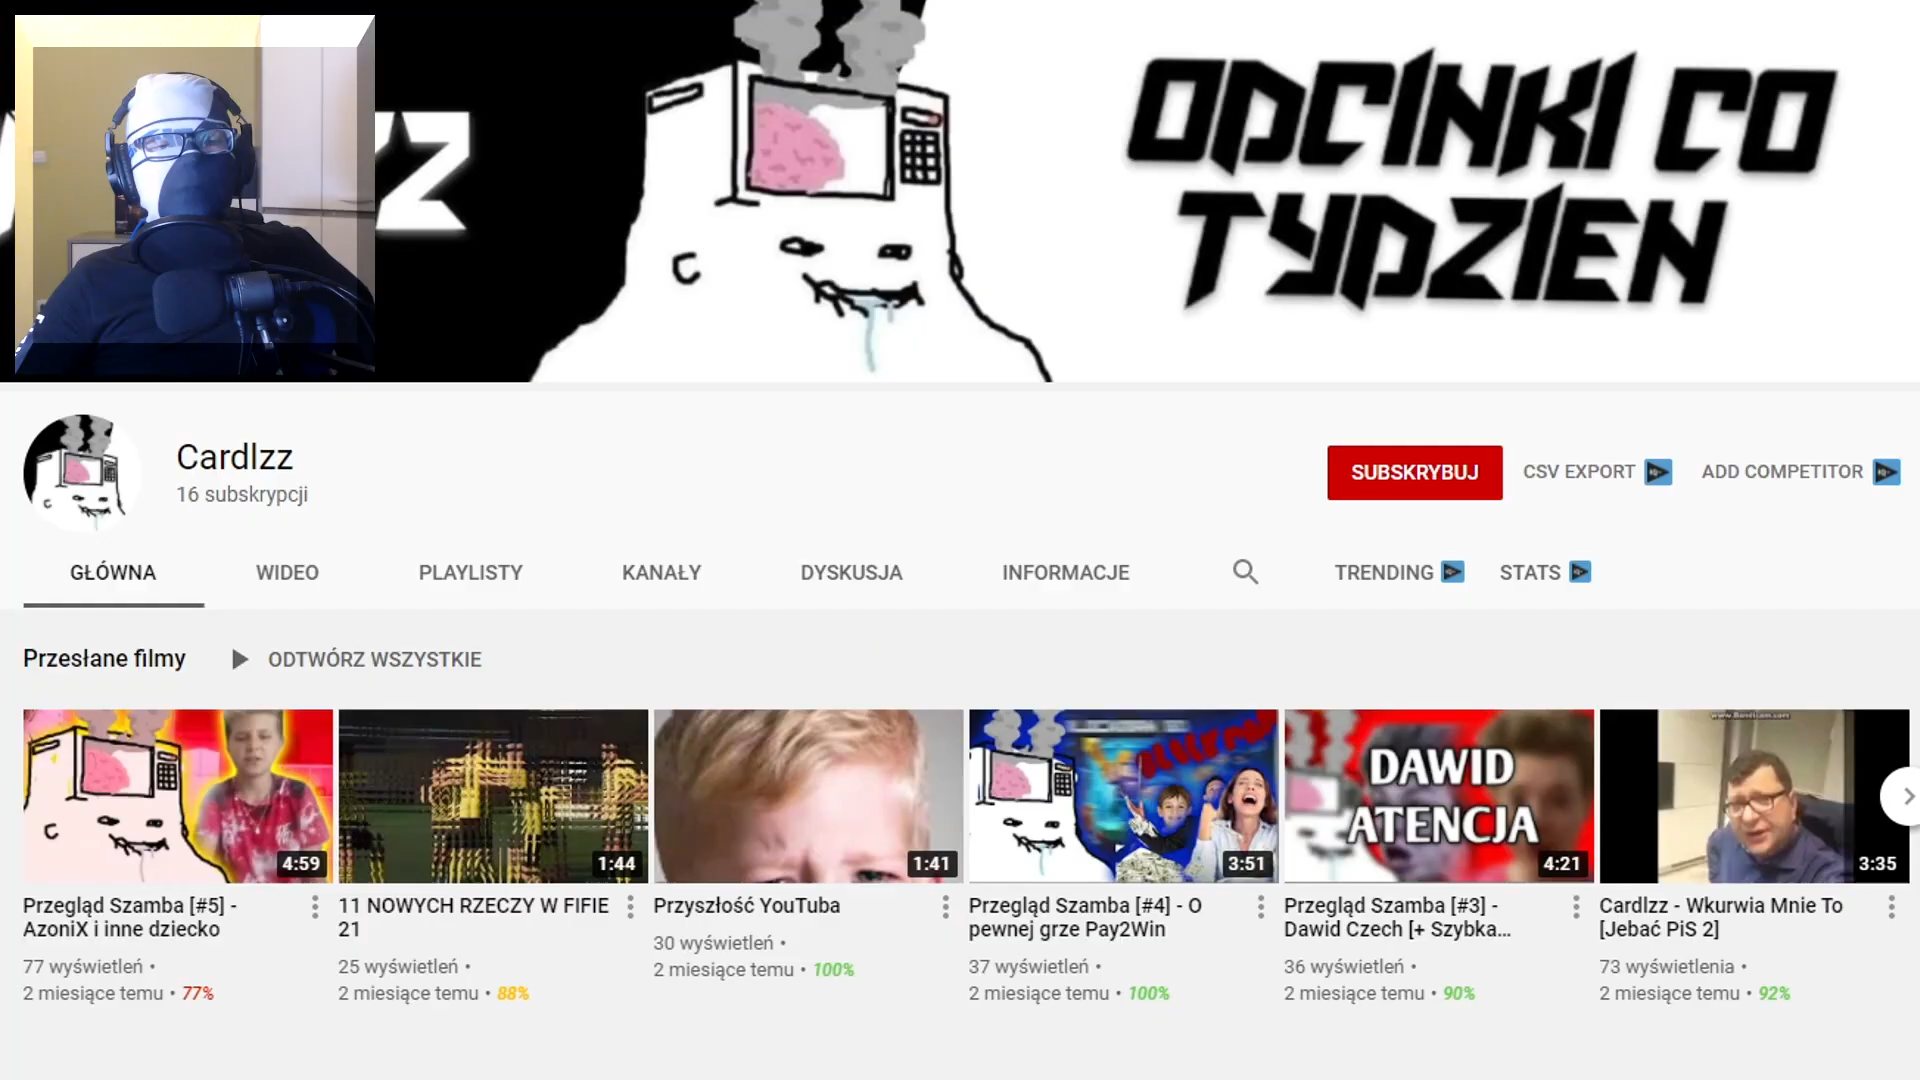 Z
ODCINKI CO
TYDZIEN
Cardlzz
16 subskrypcji
SUBSKRYBUJ
CSV EXPORT
ADD COMPETITOR
GŁÓWNA
WIDEO
PLAYLISTY
KANAŁY
DYSKUSJA
INFORMACJE
TRENDING
STATS
Przesłane filmy
ODTWÓRZ WSZYSTKIE
4:59
Przegląd Szamba [#5] -
AzoniX i inne dziecko
77 wyświetleń •
2 miesiące temu • 77%
1:44
11 NOWYCH RZECZY W FIFIE
21
25 wyświetleń •
2 miesiące temu • 88%
1:41
Przyszłość YouTuba
30 wyświetleń •
2 miesiące temu • 100%
3:51
Przegląd Szamba [#4] - O
pewnej grze Pay2Win
37 wyświetleń •
2 miesiące temu • 100%
DAWID
ATENCJA
4:21
Przegląd Szamba [#3] -
Dawid Czech [+ Szybka...
36 wyświetleń •
2 miesiące temu • 90%
www.Bandicam.com
3:35
Cardlzz - Wkurwia Mnie To
[Jebać PiS 2]
73 wyświetlenia •
2 miesiące temu • 92%